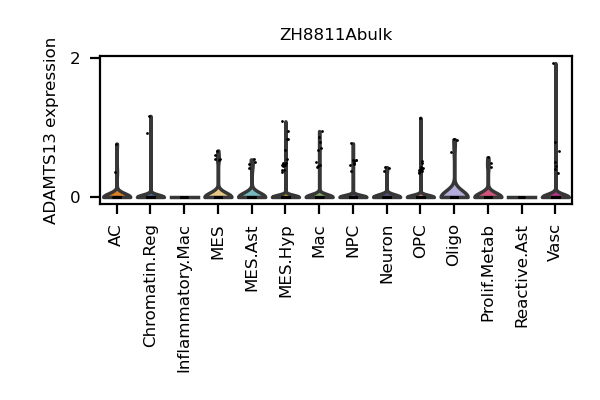 ZH8811Abulk
ADAMTS13 expression
2
0
AC
Chromatin.Reg
Inflammatory.Mac
MES
MES.Ast
MES.Hyp
Mac
NPC
Neuron
OPC
Oligo
Prolif.Metab
Reactive.Ast
Vasc